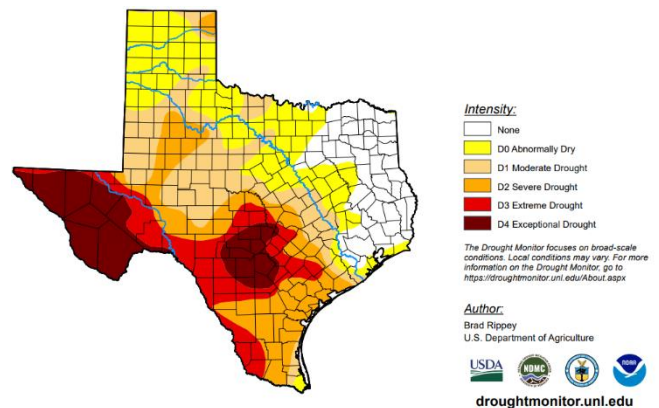 Intensity:
None
D0 Abnormally Dry
D1 Moderate Drought
D2 Severe Drought
D3 Extreme Drought
D4 Exceptional Drought
The Drought Monitor focuses on broad-scale
conditions. Local conditions may vary. For more
information on the Drought Monitor, go to
https://droughtmonitor.unl.edu/About.aspx
Author:
Brad Rippey
U.S. Department of Agriculture
USDA
NDMC
NOAA
droughtmonitor.unl.edu